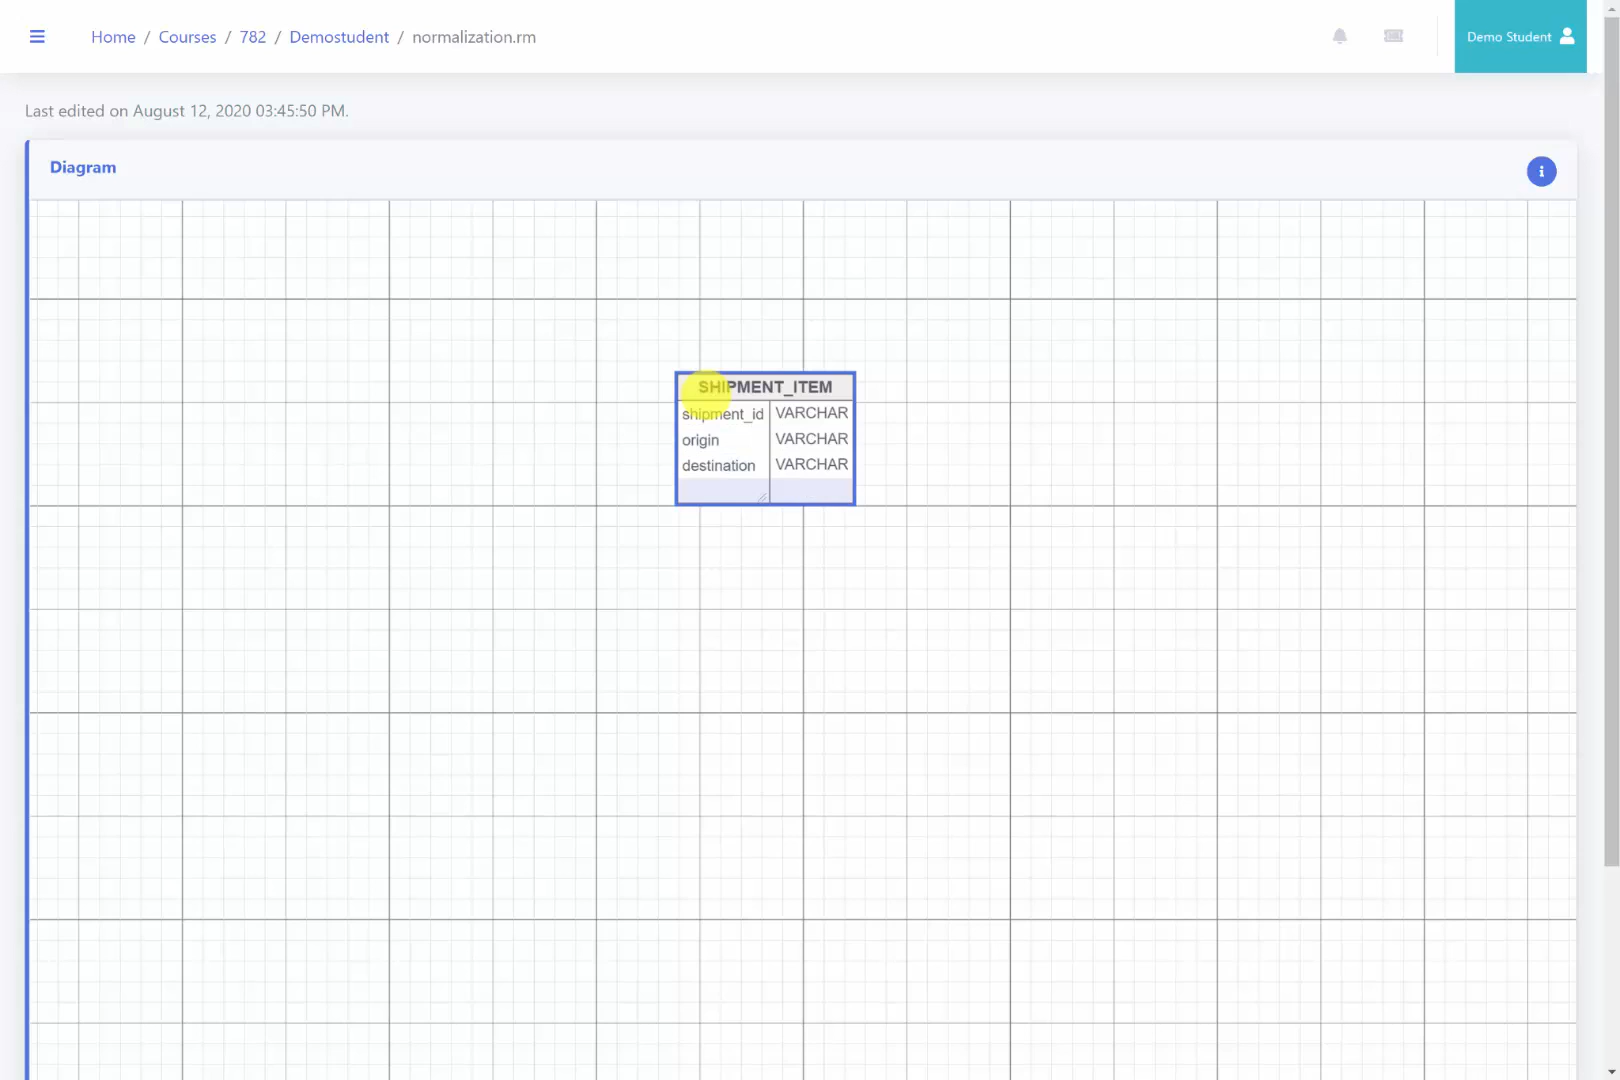 Home / Courses / 782 / Demostudent / normalization.rm
Demo Student
Last edited on August 12, 2020 03:45:50 PM.
Diagram
SHIPMENT_ITEM
shipment_id VARCHAR
origin VARCHAR
destination VARCHAR